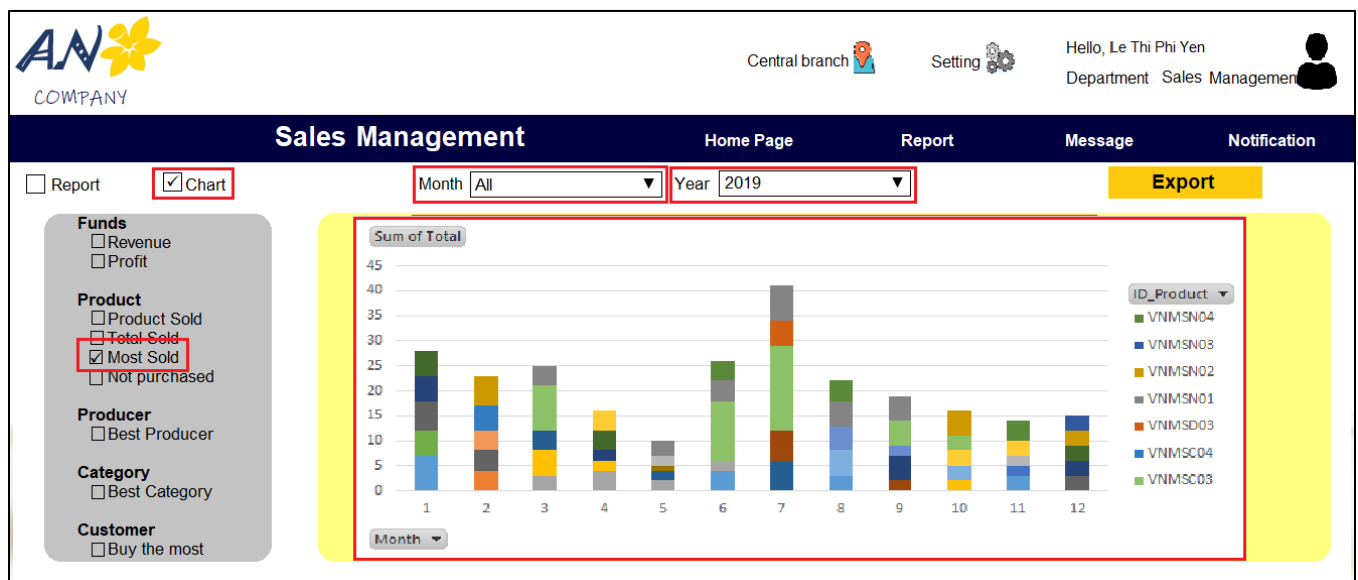 AN
COMPANY
Central branch
Setting
Hello, Le Thi Phi Yen
Department Sales Managemen
Sales Management
Home Page
Report
Message
Notification
Report
Chart
Month All
Year 2019
Export
Funds
Revenue
Profit
Product
Product Sold
Total Sold
Most Sold
Not purchased
Producer
Best Producer
Category
Best Category
Customer
Buy the most
Sum of Total
45
40
35
30
25
20
15
10
5
0
1 2 3 4 5 6 7 8 9 10 11 12
Month
ID_Product
VNMSN04
VNMSN03
VNMSN02
VNMSN01
VNMSD03
VNMSC04
VNMSC03